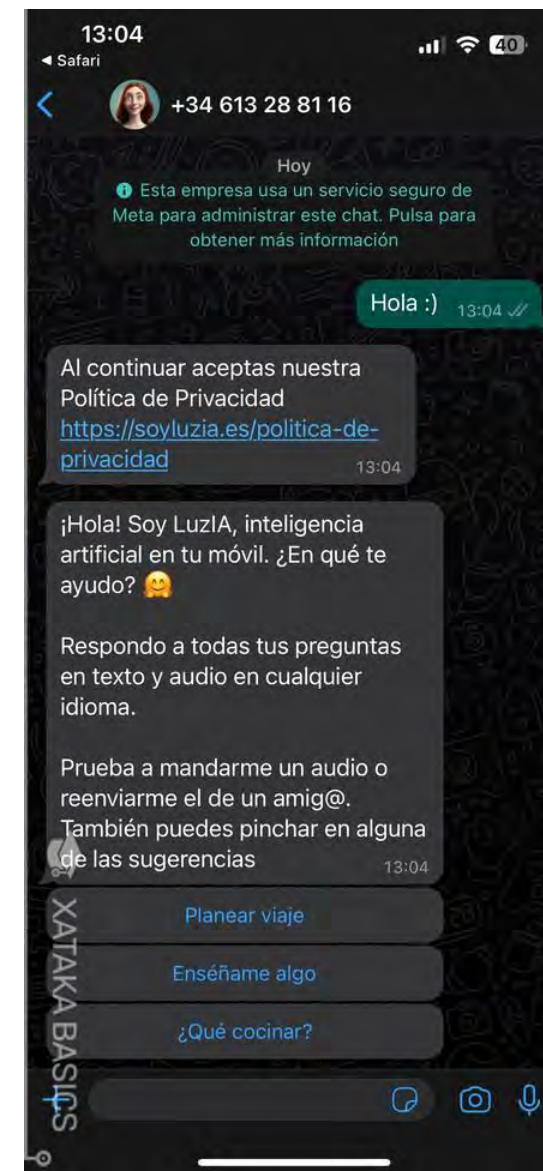 13:04
◀ Safari
40
+34 613 28 81 16
Hoy
Esta empresa usa un servicio seguro de
Meta para administrar este chat. Pulsa para
obtener más información
Hola :) 13:04
Al continuar aceptas nuestra
Política de Privacidad
https://soyluzia.es/politica-de-
privacidad 13:04
¡Hola! Soy LuzIA, inteligencia
artificial en tu móvil. ¿En qué te
ayudo? 🤗
Respondo a todas tus preguntas
en texto y audio en cualquier
idioma.
Prueba a mandarme un audio o
reenviarme el de un amig@.
También puedes pinchar en alguna
de las sugerencias 13:04
Planear viaje
Enséñame algo
¿Qué cocinar?
XATAKA BASICS